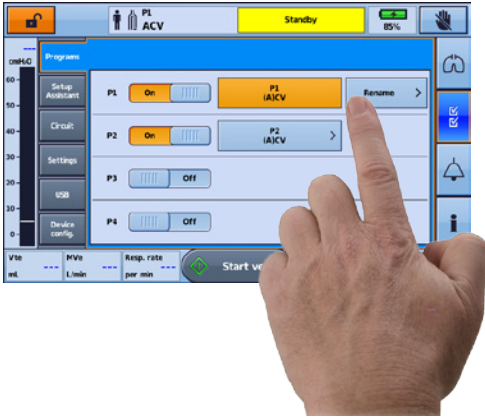 P1
ACV
Standby
85%
cmH2O
60
50
40
30
20
10
0
Programs
Setup
Assistant
Circuit
Settings
USB
Device
config.
P1
On
P1
(A)CV
Rename
P2
On
P2
(A)CV
P3
Off
P4
Off
Vte
---
ml
MVe
---
L/min
Resp. rate
---
per min
Start